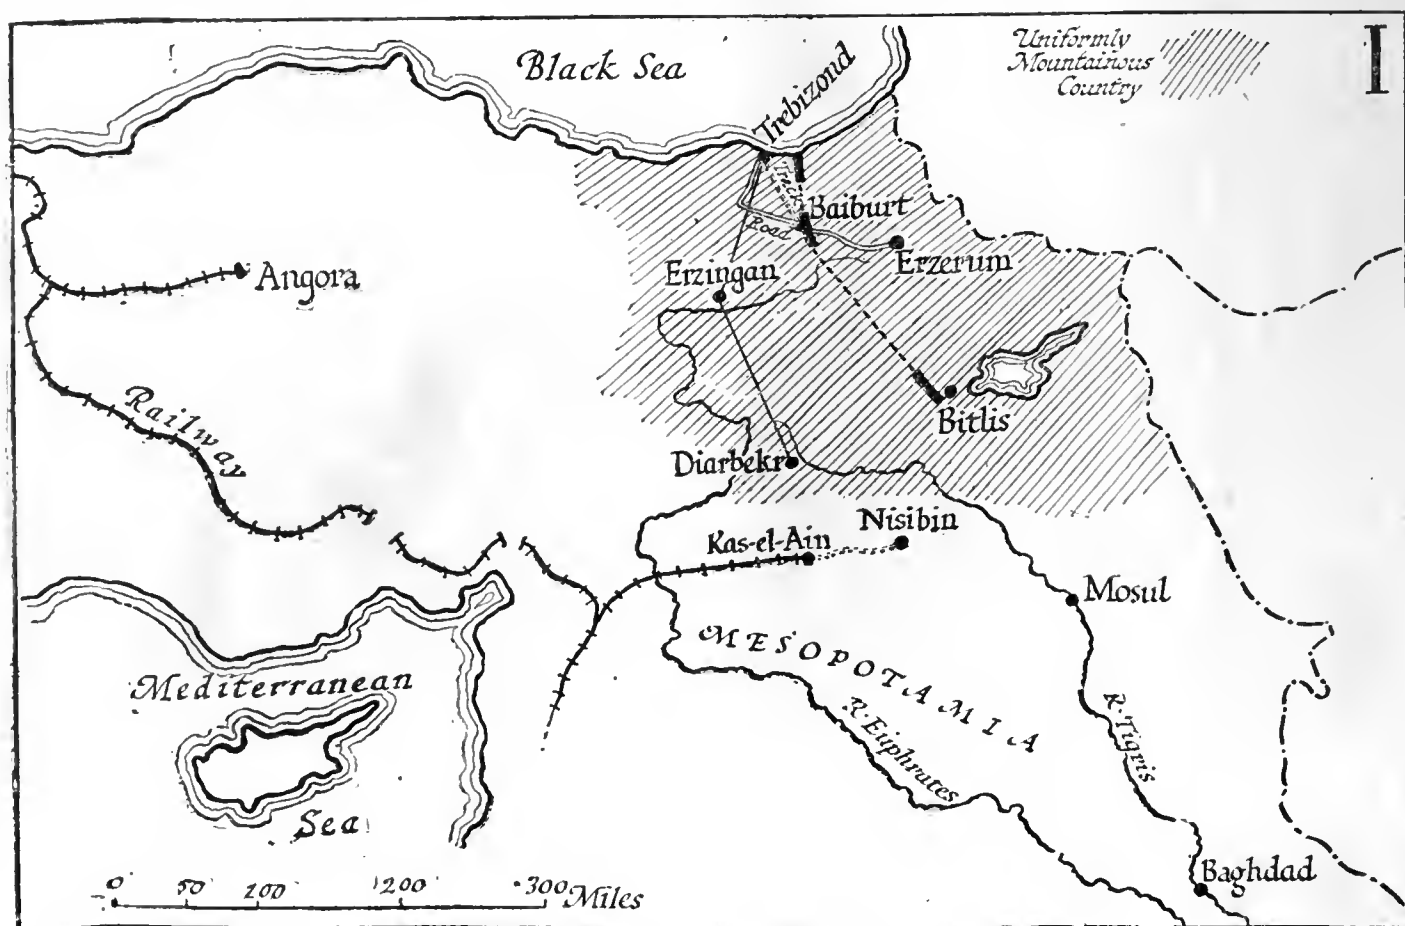 Black Sea
Trebizond
Uniformly
Mountainous
Country
I
Track
Baiburt
Road
Erzerum
Erzingan
Angora
Railway
Bitlis
Diarbekr
Nisibin
Kas-el-Ain
Mosul
MESOPOTAMIA
Mediterranean
Sea
R. Euphrates
R. Tigris
Baghdad
0 50 100 200 300 Miles